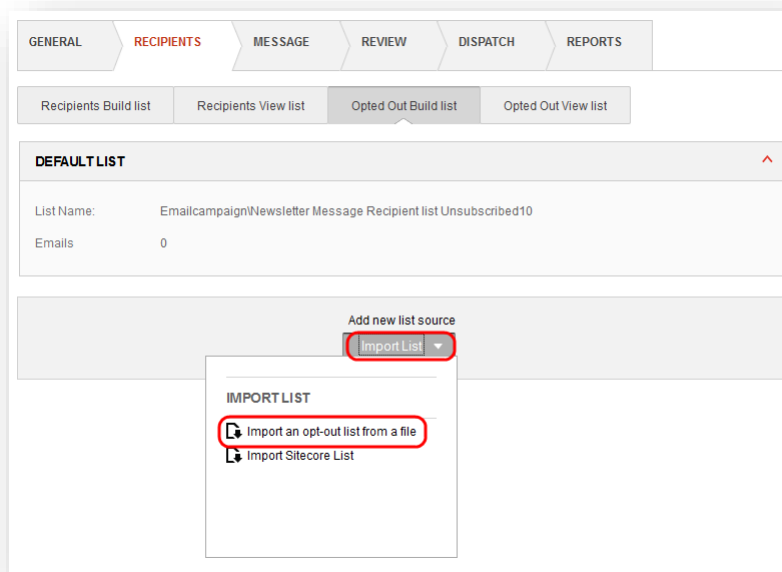 GENERAL RECIPIENTS MESSAGE REVIEW DISPATCH REPORTS
Recipients Build list Recipients View list Opted Out Build list Opted Out View list
DEFAULT LIST
List Name: Emailcampaign\Newsletter Message Recipient list Unsubscribed10
Emails 0
Add new list source
Import List
IMPORT LIST
Import an opt-out list from a file
Import Sitecore List